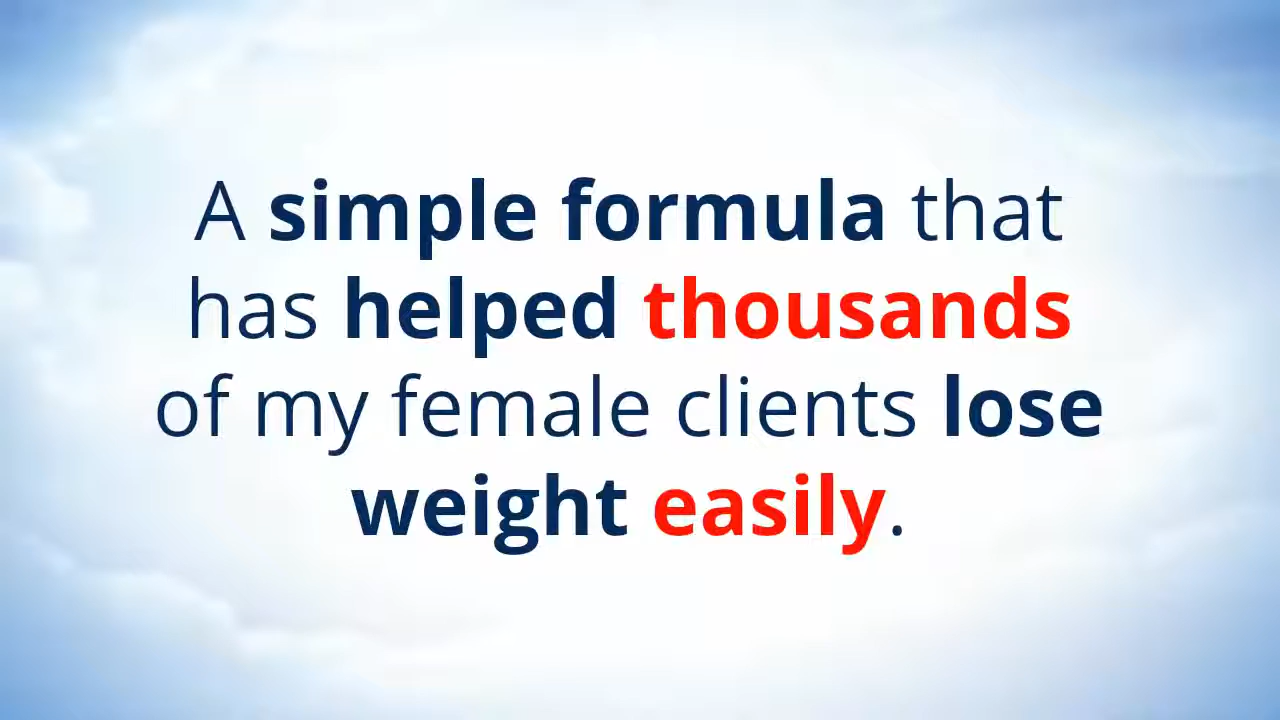 A simple formula that
has helped thousands
of my female clients lose
weight easily.